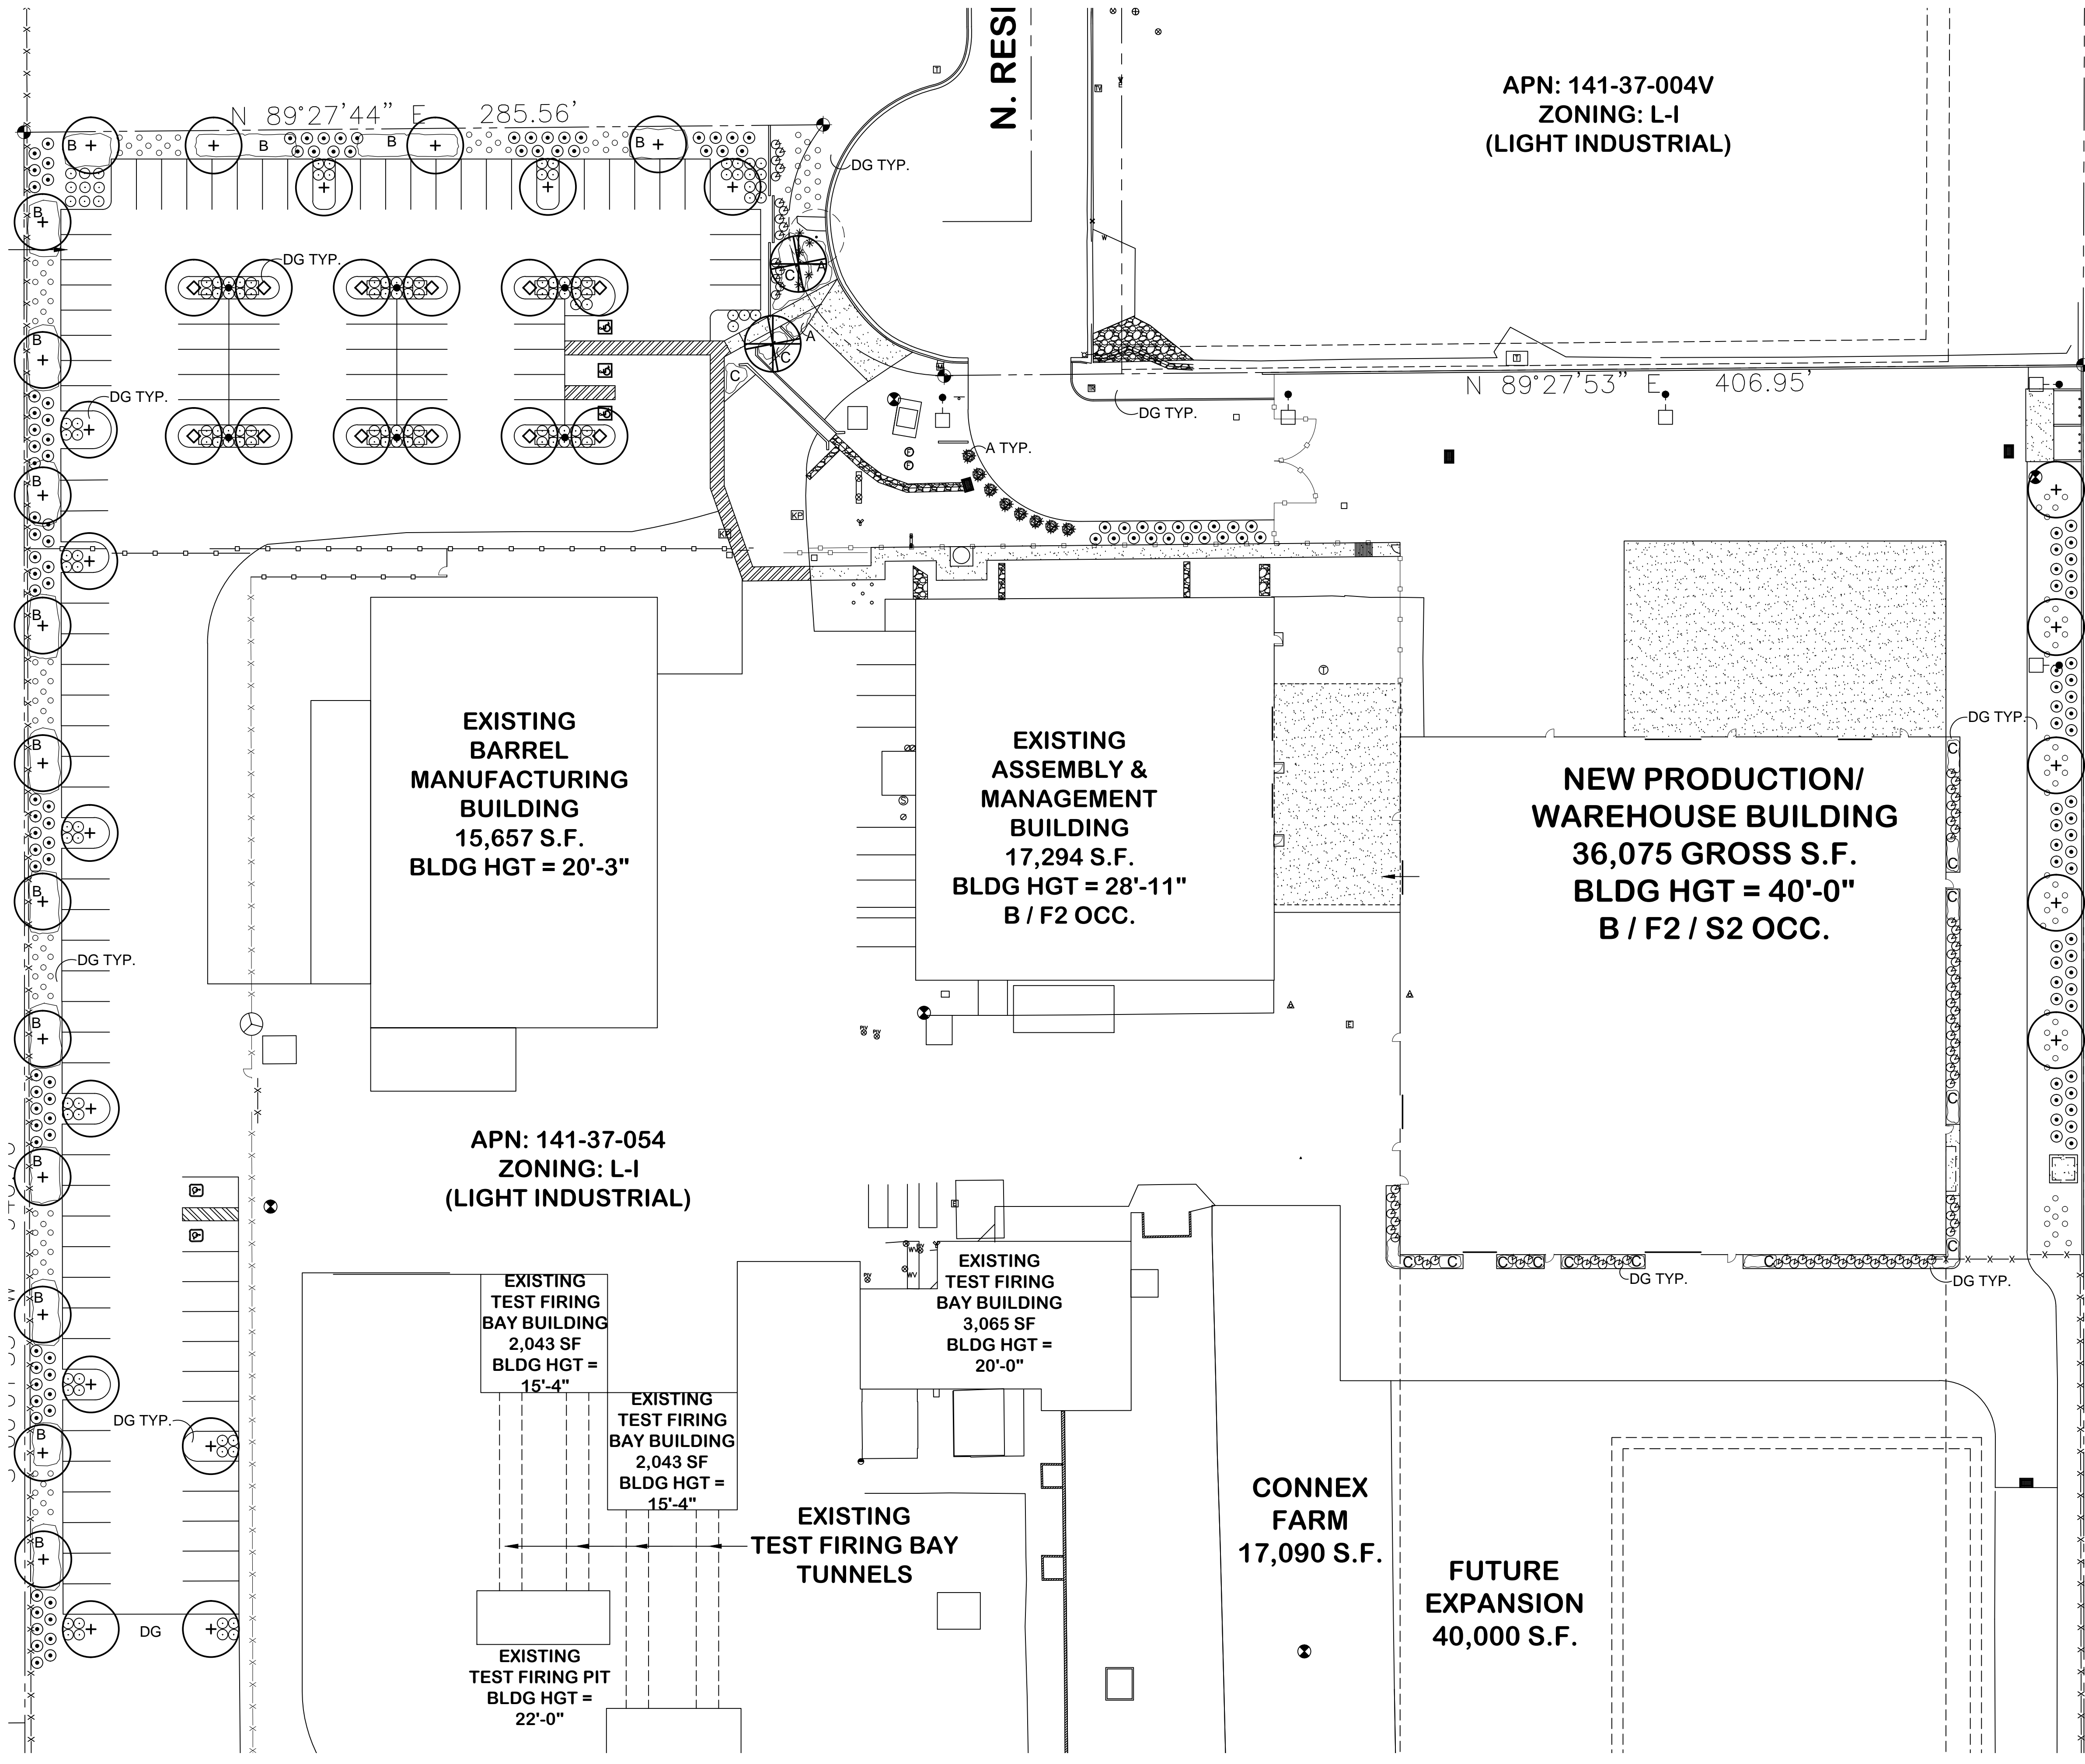 N. RESI
APN: 141-37-004V
ZONING: L-I
(LIGHT INDUSTRIAL)
N 89°27'44" E 285.56'
B
B
B
B
B
DG TYP.
DG TYP.
A
C
A
C
C
B
DG TYP.
DG TYP.
N 89°27'53" E 406.95'
A TYP.
B
KP
KP
B
T
DG TYP.
EXISTING
BARREL
MANUFACTURING
BUILDING
15,657 S.F.
BLDG HGT = 20'-3"
EXISTING
ASSEMBLY &
MANAGEMENT
BUILDING
17,294 S.F.
BLDG HGT = 28'-11"
B / F2 OCC.
NEW PRODUCTION/
WAREHOUSE BUILDING
36,075 GROSS S.F.
BLDG HGT = 40'-0"
B / F2 / S2 OCC.
B
S
C
C
C
C
B
DG TYP.
B
E
APN: 141-37-054
ZONING: L-I
(LIGHT INDUSTRIAL)
B
E
C
C C C C C C C
DG TYP.
DG TYP.
EXISTING
TEST FIRING
BAY BUILDING
3,065 SF
BLDG HGT =
20'-0"
WV
WV
EXISTING
TEST FIRING
BAY BUILDING
2,043 SF
BLDG HGT =
15'-4"
B
EXISTING
TEST FIRING
BAY BUILDING
2,043 SF
BLDG HGT =
15'-4"
DG TYP.
B
EXISTING
TEST FIRING BAY
TUNNELS
CONNEX
FARM
17,090 S.F.
B
FUTURE
EXPANSION
40,000 S.F.
DG
EXISTING
TEST FIRING PIT
BLDG HGT =
22'-0"